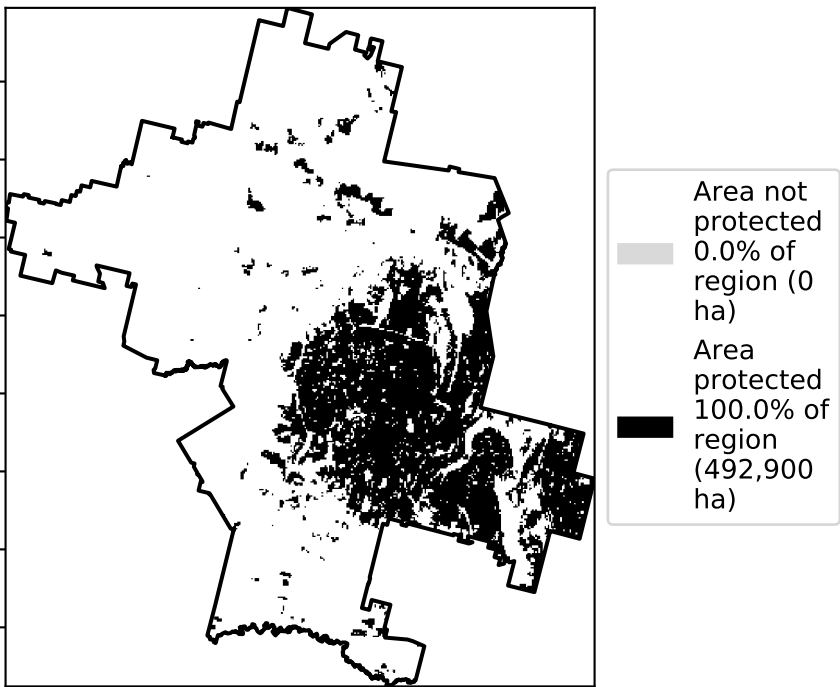 Area not
protected
0.0% of
region (0
ha)
Area
protected
100.0% of
region
(492,900
ha)